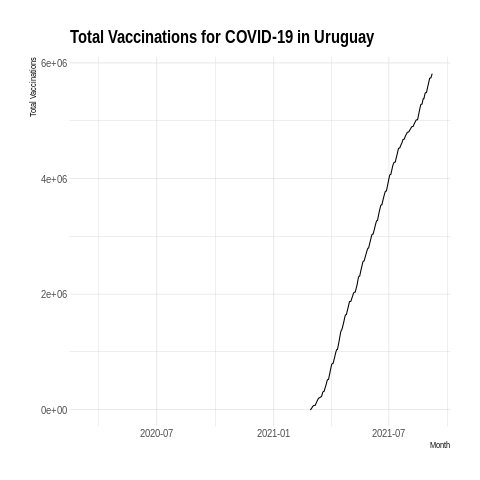 Total Vaccinations for COVID-19 in Uruguay
Total Vaccinations
6e+06
4e+06
2e+06
0e+00
2020-07
2021-01
2021-07
Month